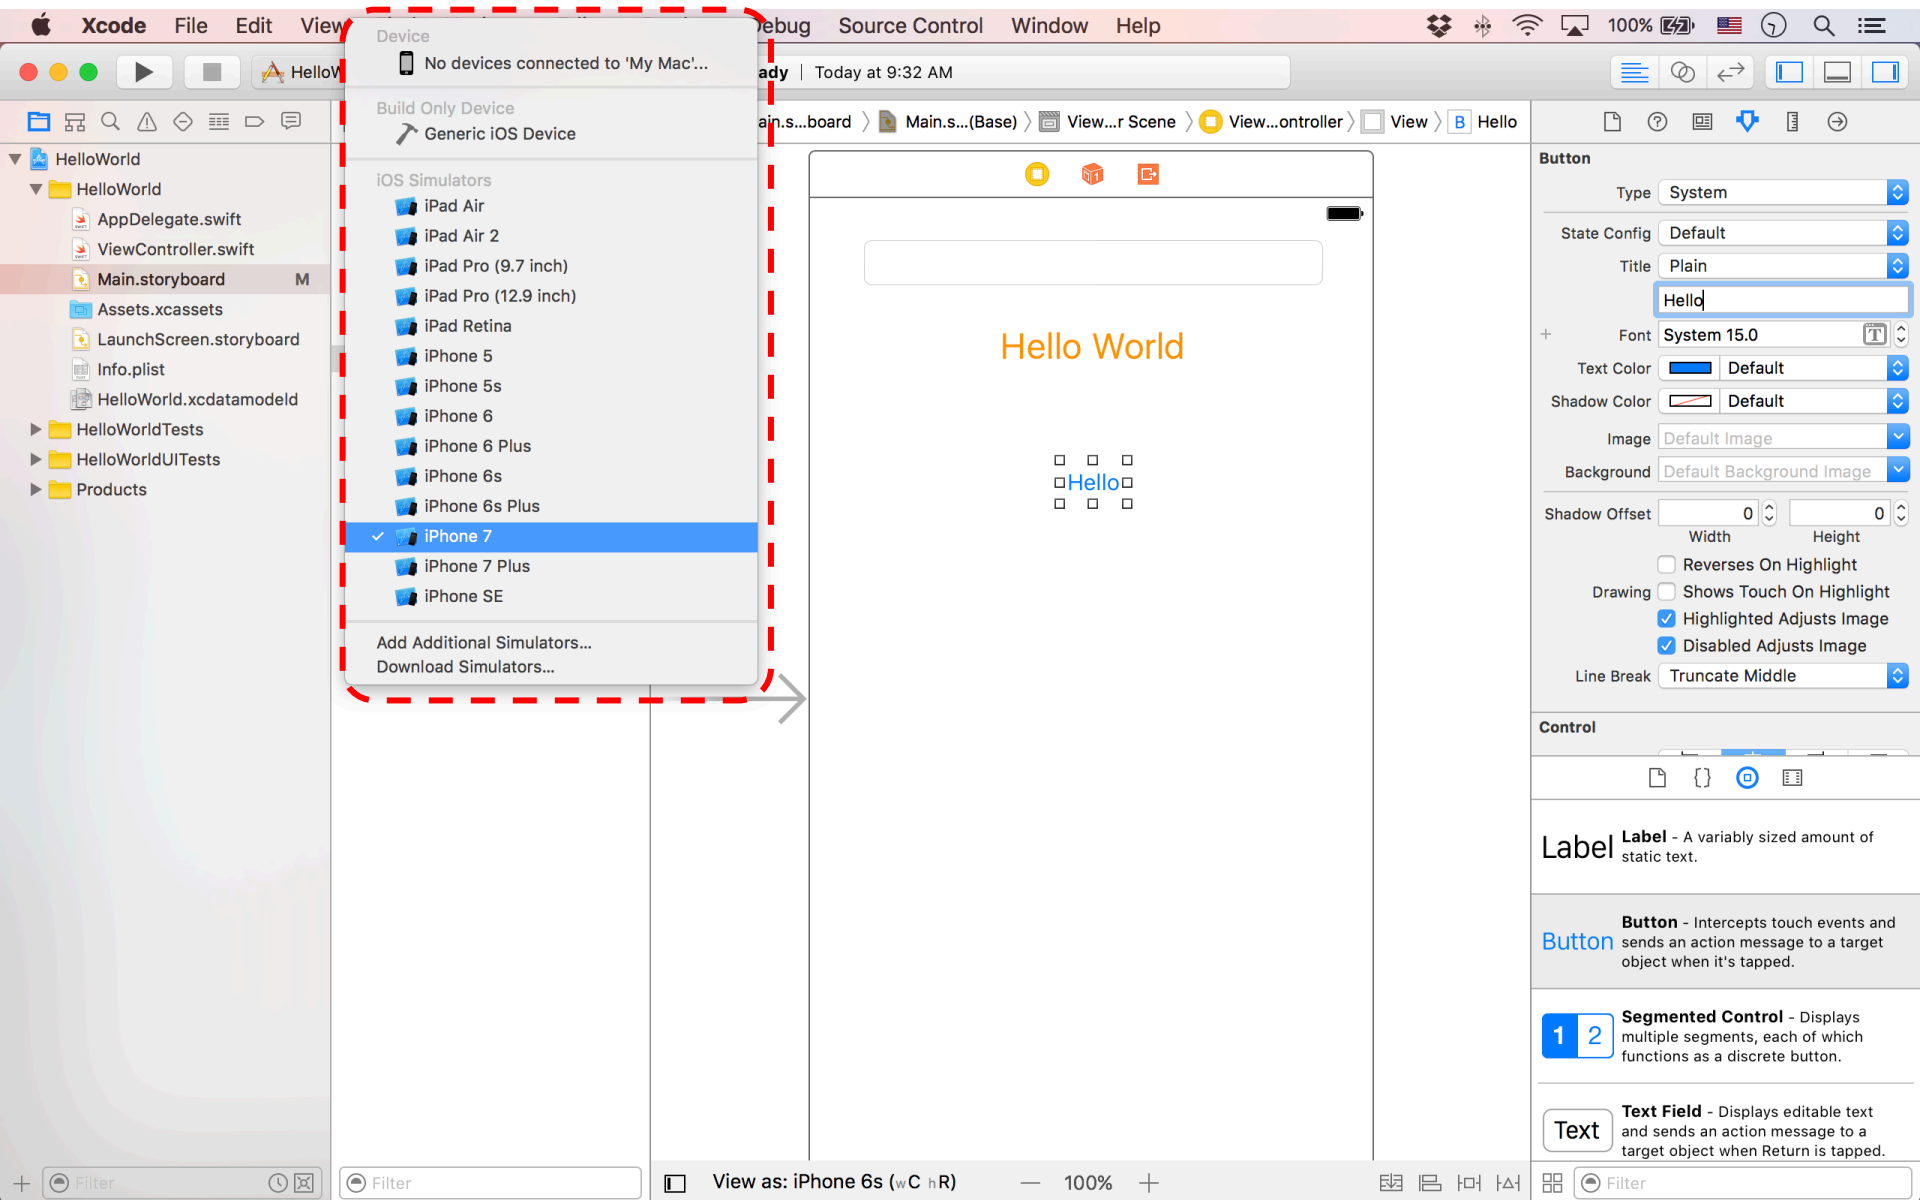 Xcode File Edit View Debug Source Control Window Help 100%
HelloW
ady | Today at 9:32 AM
Device
No devices connected to 'My Mac'...
Build Only Device
Generic iOS Device
iOS Simulators
iPad Air
iPad Air 2
iPad Pro (9.7 inch)
iPad Pro (12.9 inch)
iPad Retina
iPhone 5
iPhone 5s
iPhone 6
iPhone 6 Plus
iPhone 6s
iPhone 6s Plus
iPhone 7
iPhone 7 Plus
iPhone SE
Add Additional Simulators...
Download Simulators...
HelloWorld
HelloWorld
AppDelegate.swift
ViewController.swift
Main.storyboard M
Assets.xcassets
LaunchScreen.storyboard
Info.plist
HelloWorld.xcdatamodeld
HelloWorldTests
HelloWorldUITests
Products
Filter
Filter
ain.s...board Main.s...(Base) View...r Scene View...ontroller View B Hello
Hello World
Hello
View as: iPhone 6s (wC hR) — 100% +
Button
Type System
State Config Default
Title Plain
Hello
Font System 15.0 T
Text Color Default
Shadow Color Default
Image Default Image
Background Default Background Image
Shadow Offset 0 0
Width Height
Reverses On Highlight
Drawing Shows Touch On Highlight
Highlighted Adjusts Image
Disabled Adjusts Image
Line Break Truncate Middle
Control
Label Label - A variably sized amount of
static text.
Button Button - Intercepts touch events and
sends an action message to a target
object when it's tapped.
1 2 Segmented Control - Displays
multiple segments, each of which
functions as a discrete button.
Text Text Field - Displays editable text
and sends an action message to a
target object when Return is tapped.
Filter